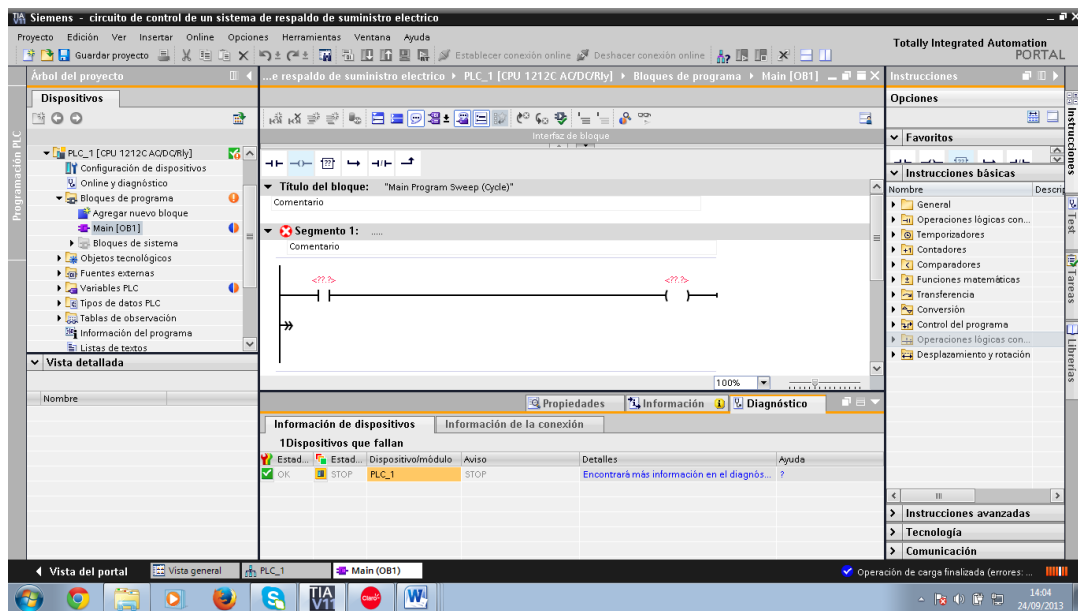 Siemens - circuito de control de un sistema de respaldo de suministro electrico
Proyecto Edición Ver Insertar Online Opciones Herramientas Ventana Ayuda
Guardar proyecto
Establecer conexión online
Deshacer conexión online
Totally Integrated Automation
PORTAL
Árbol del proyecto
...e respaldo de suministro electrico
PLC_1 [CPU 1212C AC/DC/Rly]
Bloques de programa
Main [OB1]
Instrucciones
Dispositivos
Opciones
Programación PLC
PLC_1 [CPU 1212C AC/DC/Rly]
Configuración de dispositivos
Online y diagnóstico
Bloques de programa
Agregar nuevo bloque
Main [OB1]
Bloques de sistema
Objetos tecnológicos
Fuentes externas
Variables PLC
Tipos de datos PLC
Tablas de observación
Información del programa
Listas de textos
Vista detallada
Nombre
Interfaz de bloque
Título del bloque: "Main Program Sweep (Cycle)"
Comentario
Segmento 1: .....
Comentario
<??.?>
<??.?>
100%
Propiedades
Información
Diagnóstico
Información de dispositivos
Información de la conexión
1Dispositivos que fallan
Estad... Estad... Dispositivo/módulo Aviso Detalles Ayuda
OK STOP PLC_1 STOP Encontrará más información en el diagnós... ?
Favoritos
Instrucciones básicas
Nombre Descri
General
Operaciones lógicas con...
Temporizadores
Contadores
Comparadores
Funciones matemáticas
Transferencia
Conversión
Control del programa
Operaciones lógicas con...
Desplazamiento y rotación
Instrucciones avanzadas
Tecnología
Comunicación
Instrucciones
Test
Tareas
Librerías
Vista del portal
Vista general
PLC_1
Main (OB1)
Operación de carga finalizada (errores: ...
TIA
V11
Claro
14:04
24/09/2013